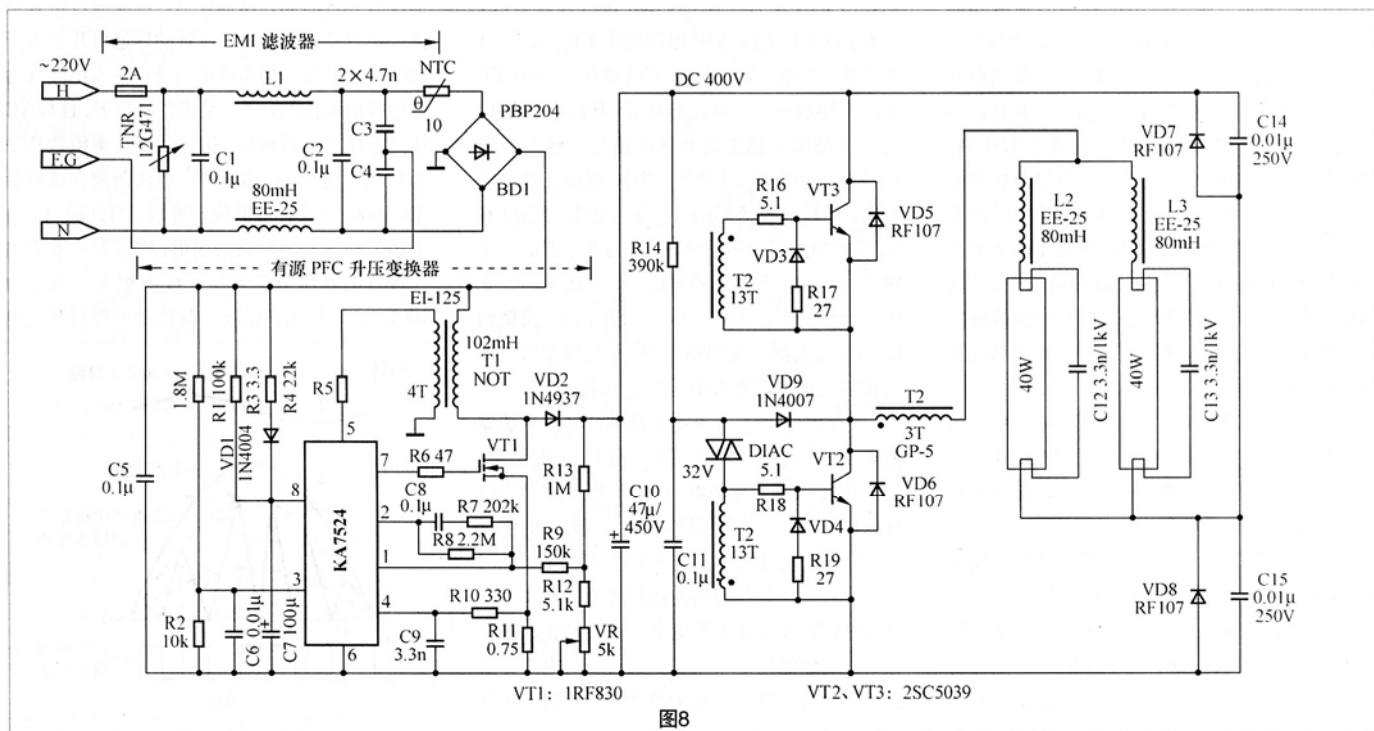 EMI 滤波器
~220V
H
2A
L1
2×4.7n
NTC
θ
10
PBP204
BD1
TNR
12G471
C1
0.1μ
C2
0.1μ
C3
C4
E.G
N
80mH
EE-25
DC 400V
有源 PFC 升压变换器
EI-125
102mH
T1
NOT
4T
1.8M
R1 100k
R3 3.3
R4 22k
R5
VD1
1N4004
C5
0.1μ
R2
10k
C6 0.01μ
+
C7 100μ
KA7524
5
8
3
6
7
2
1
4
R6 47
VT1
C8
0.1μ
R7 202k
R8 2.2M
R9
150k
R10 330
C9
3.3n
R11
0.75
R12
5.1k
VR
5k
R13
1M
VD2
1N4937
C10
47μ/
450V
+
VT1：1RF830
R14
390k
C11
0.1μ
R16
5.1
VT3
VD5
RF107
VD3
R17
27
T2
13T
VD9
1N4007
T2
3T
GP-5
32V
DIAC
5.1
R18
VT2
VD6
RF107
VD4
R19
27
T2
13T
VT2、VT3：2SC5039
VD7
RF107
C14
0.01μ
250V
L2
EE-25
80mH
L3
EE-25
80mH
40W
C12 3.3n/1kV
40W
C13 3.3n/1kV
VD8
RF107
C15
0.01μ
250V
图8